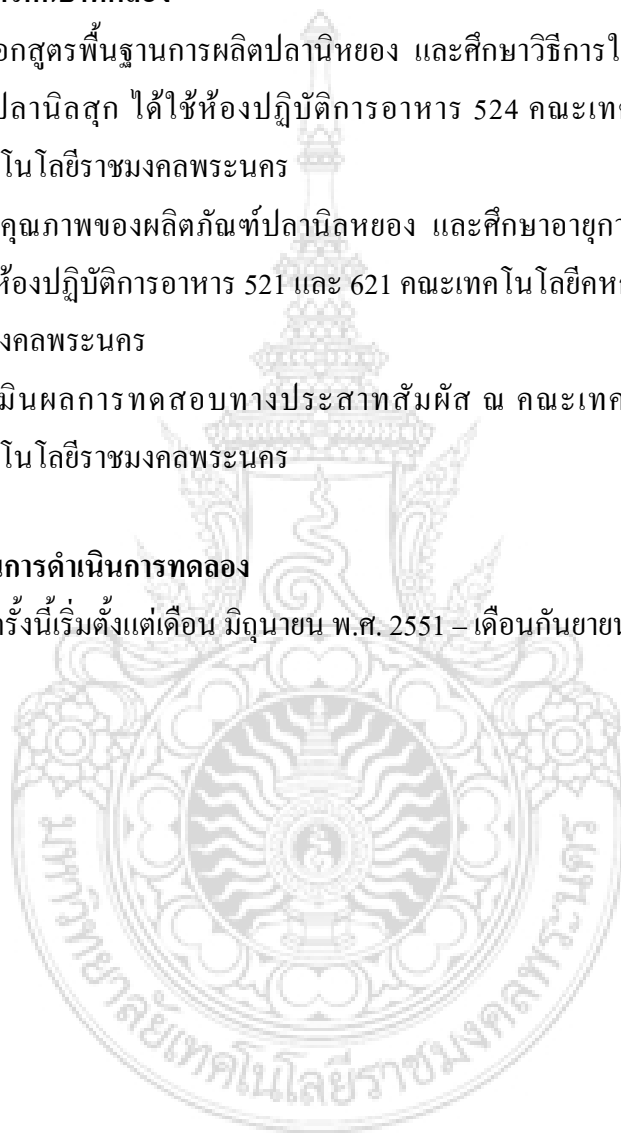 อกสูตรพื้นฐานการผลิตปลานิหยอง และศึกษาวิธีการใ
ปลานิลสุก ได้ใช้ห้องปฏิบัติการอาหาร 524 คณะเทค
โนโลยีราชมงคลพระนคร
คุณภาพของผลิตภัณฑ์ปลานิลหยอง และศึกษาอายุกา
ห้องปฏิบัติการอาหาร 521 และ 621 คณะเทคโนโลยีคห
งคลพระนคร
มินผลการทดสอบทางประสาทสัมผัส ณ คณะเทค
โนโลยีราชมงคลพระนคร
นการดำเนินการทดลอง
รั้งนี้เริ่มตั้งแต่เดือน มิถุนายน พ.ศ. 2551 – เดือนกันยายน
มหาวิทยาลัยเทคโนโลยีราชมงคลพระนคร